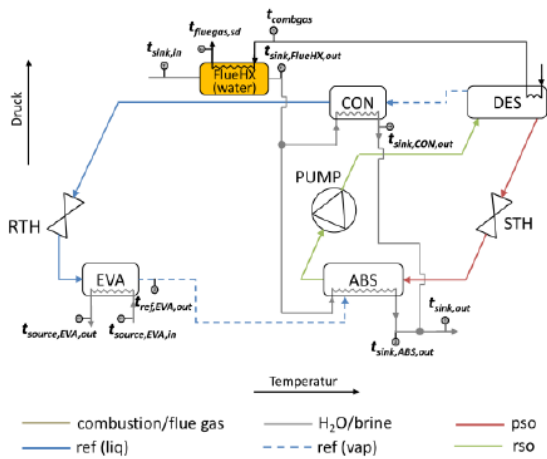 t_fluegas,sd
t_combgas
t_sink,in
t_sink,FlueHX,out
FlueHX
(water)
Druck
CON
DES
t_sink,CON,out
PUMP
RTH
STH
EVA
ABS
t_ref,EVA,out
t_source,EVA,out
t_source,EVA,in
t_sink,out
t_sink,ABS,out
Temperatur
combustion/flue gas
H₂O/brine
pso
ref (liq)
ref (vap)
rso